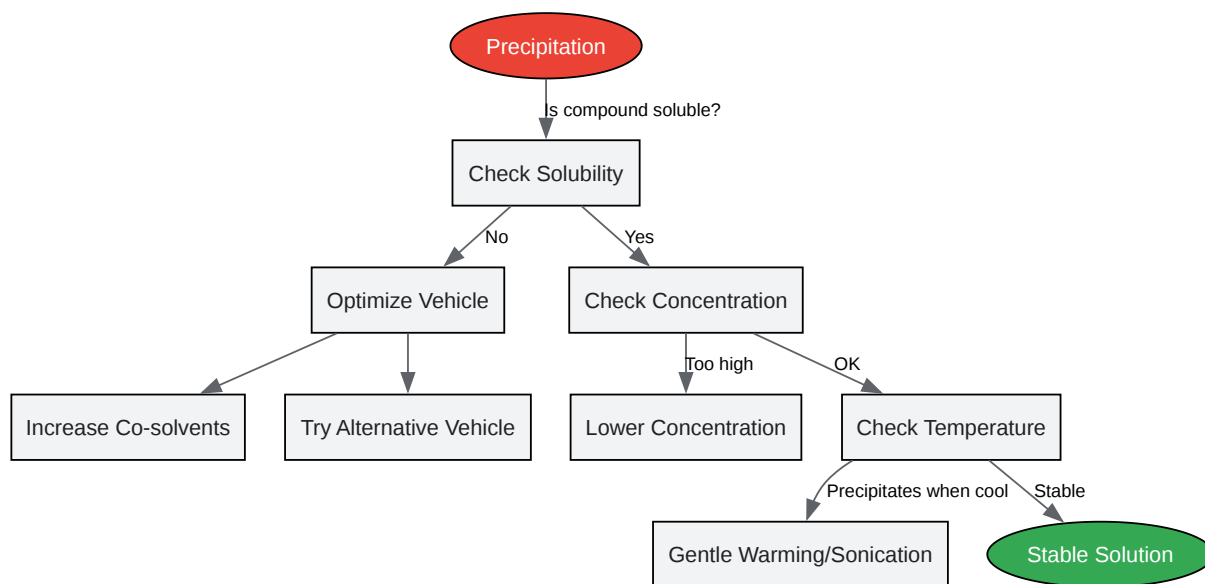 Precipitation
Is compound soluble?
Check Solubility
No
Yes
Optimize Vehicle
Check Concentration
Too high
OK
Increase Co-solvents
Try Alternative Vehicle
Lower Concentration
Check Temperature
Precipitates when cool
Stable
Gentle Warming/Sonication
Stable Solution